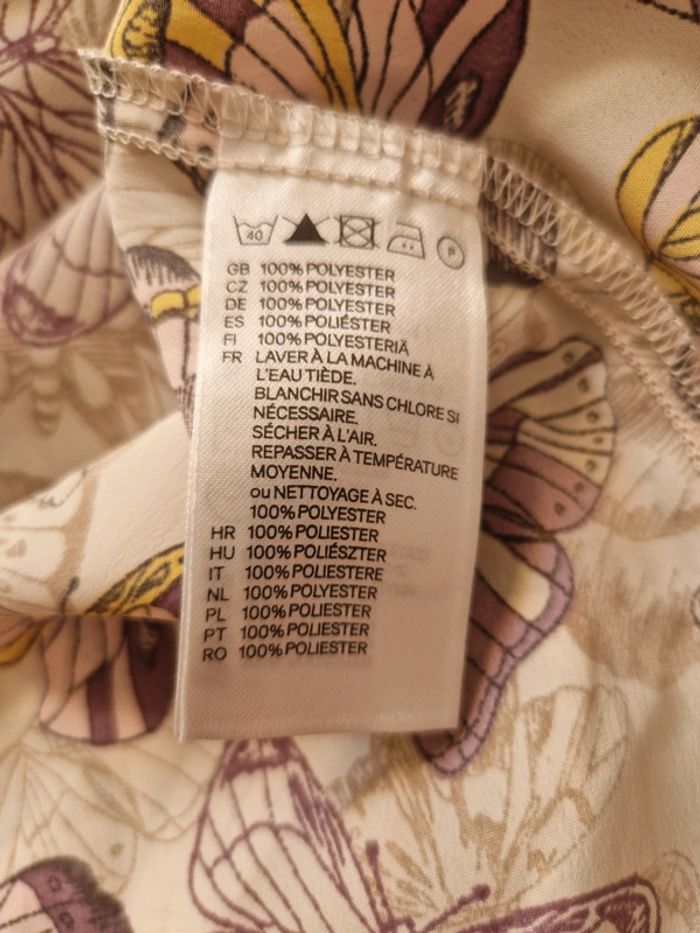 40 P
GB 100% POLYESTER
CZ 100% POLYESTER
DE 100% POLYESTER
ES 100% POLIÉSTER
FI 100% POLYESTERIÄ
FR LAVER À LA MACHINE À
L'EAU TIÈDE.
BLANCHIR SANS CHLORE SI
NÉCESSAIRE.
SÉCHER À L'AIR.
REPASSER À TEMPÉRATURE
MOYENNE.
ou NETTOYAGE À SEC.
100% POLYESTER
HR 100% POLIESTER
HU 100% POLIÉSZTER
IT 100% POLIESTERE
NL 100% POLYESTER
PL 100% POLIESTER
PT 100% POLIESTER
RO 100% POLIESTER